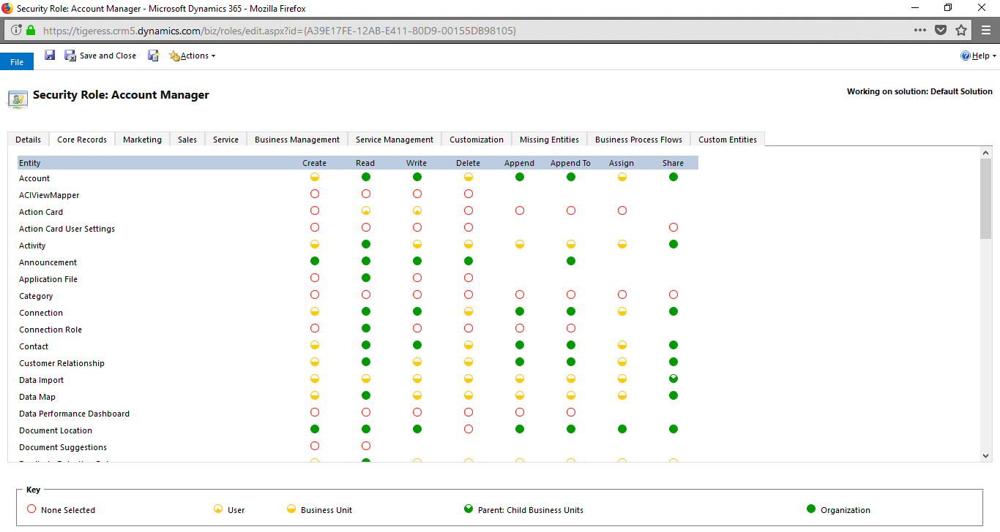 Security Role: Account Manager - Microsoft Dynamics 365 - Mozilla Firefox
https://tigeress.crm5.dynamics.com/biz/roles/edit.aspx?id={A39E17FE-12AB-E411-80D9-00155DB98105}
File Save and Close Actions Help
Security Role: Account Manager
Working on solution: Default Solution
Details Core Records Marketing Sales Service Business Management Service Management Customization Missing Entities Business Process Flows Custom Entities
Entity Create Read Write Delete Append Append To Assign Share
Account
ACIViewMapper
Action Card
Action Card User Settings
Activity
Announcement
Application File
Category
Connection
Connection Role
Contact
Customer Relationship
Data Import
Data Map
Data Performance Dashboard
Document Location
Document Suggestions
Key
None Selected User Business Unit Parent: Child Business Units Organization